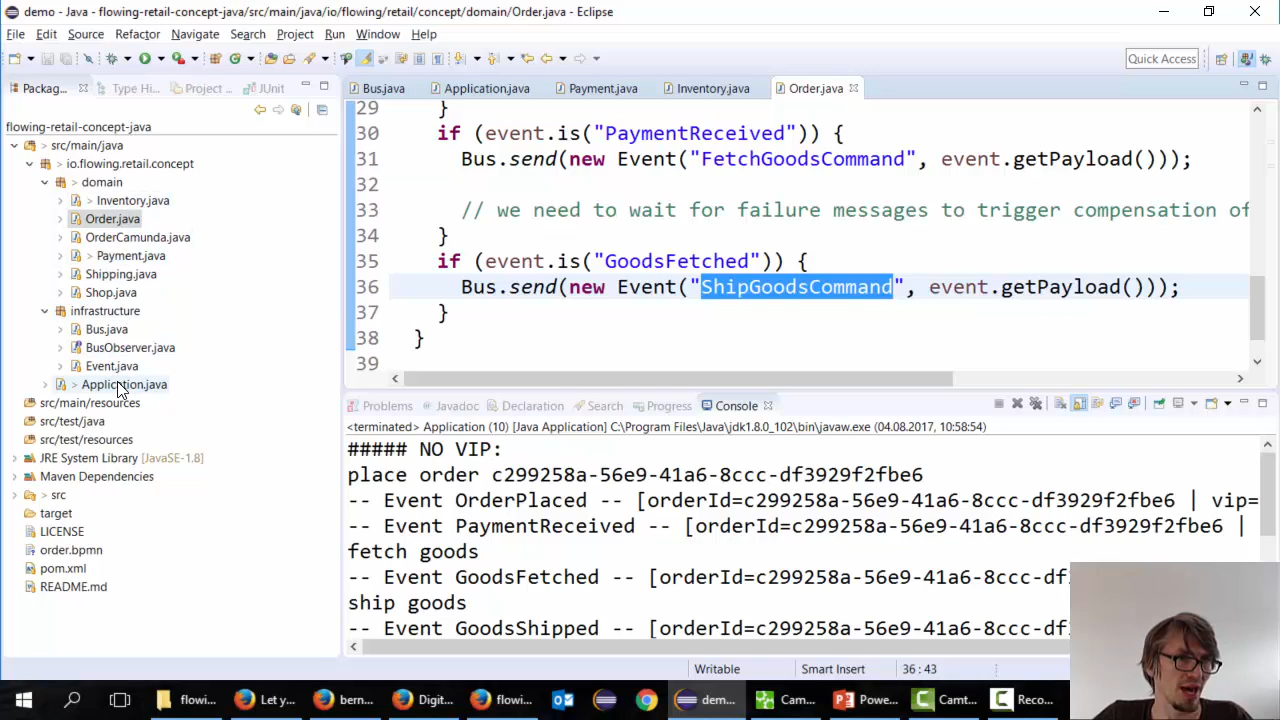 demo - Java - flowing-retail-concept-java/src/main/java/io/flowing/retail/concept/domain/Order.java - Eclipse
File Edit Source Refactor Navigate Search Project Run Window Help
Quick Access
Packag...
Type Hi...
Project ...
JUnit
Bus.java
Application.java
Payment.java
Inventory.java
Order.java
flowing-retail-concept-java
src/main/java
io.flowing.retail.concept
> domain
> Inventory.java
Order.java
OrderCamunda.java
> Payment.java
Shipping.java
Shop.java
infrastructure
Bus.java
BusObserver.java
Event.java
> Application.java
src/main/resources
src/test/java
src/test/resources
JRE System Library [JavaSE-1.8]
Maven Dependencies
> src
target
LICENSE
order.bpmn
pom.xml
README.md
29 }
30 if (event.is("PaymentReceived")) {
31 Bus.send(new Event("FetchGoodsCommand", event.getPayload()));
32
33 // we need to wait for failure messages to trigger compensation of
34 }
35 if (event.is("GoodsFetched")) {
36 Bus.send(new Event("ShipGoodsCommand", event.getPayload()));
37 }
38 }
39
Problems
Javadoc
Declaration
Search
Progress
Console
<terminated> Application (10) [Java Application] C:\Program Files\Java\jdk1.8.0_102\bin\javaw.exe (04.08.2017, 10:58:54)
##### NO VIP:
place order c299258a-56e9-41a6-8ccc-df3929f2fbe6
-- Event OrderPlaced -- [orderId=c299258a-56e9-41a6-8ccc-df3929f2fbe6 | vip=
-- Event PaymentReceived -- [orderId=c299258a-56e9-41a6-8ccc-df3929f2fbe6 |
fetch goods
-- Event GoodsFetched -- [orderId=c299258a-56e9-41a6-8ccc-df
ship goods
-- Event GoodsShipped -- [orderId=c299258a-56e9-41a6-8ccc-df
Writable
Smart Insert
36 : 43
flowi...
Let y...
bern...
Digit...
flowi...
dem...
Cam...
Powe...
Camt...
Reco...